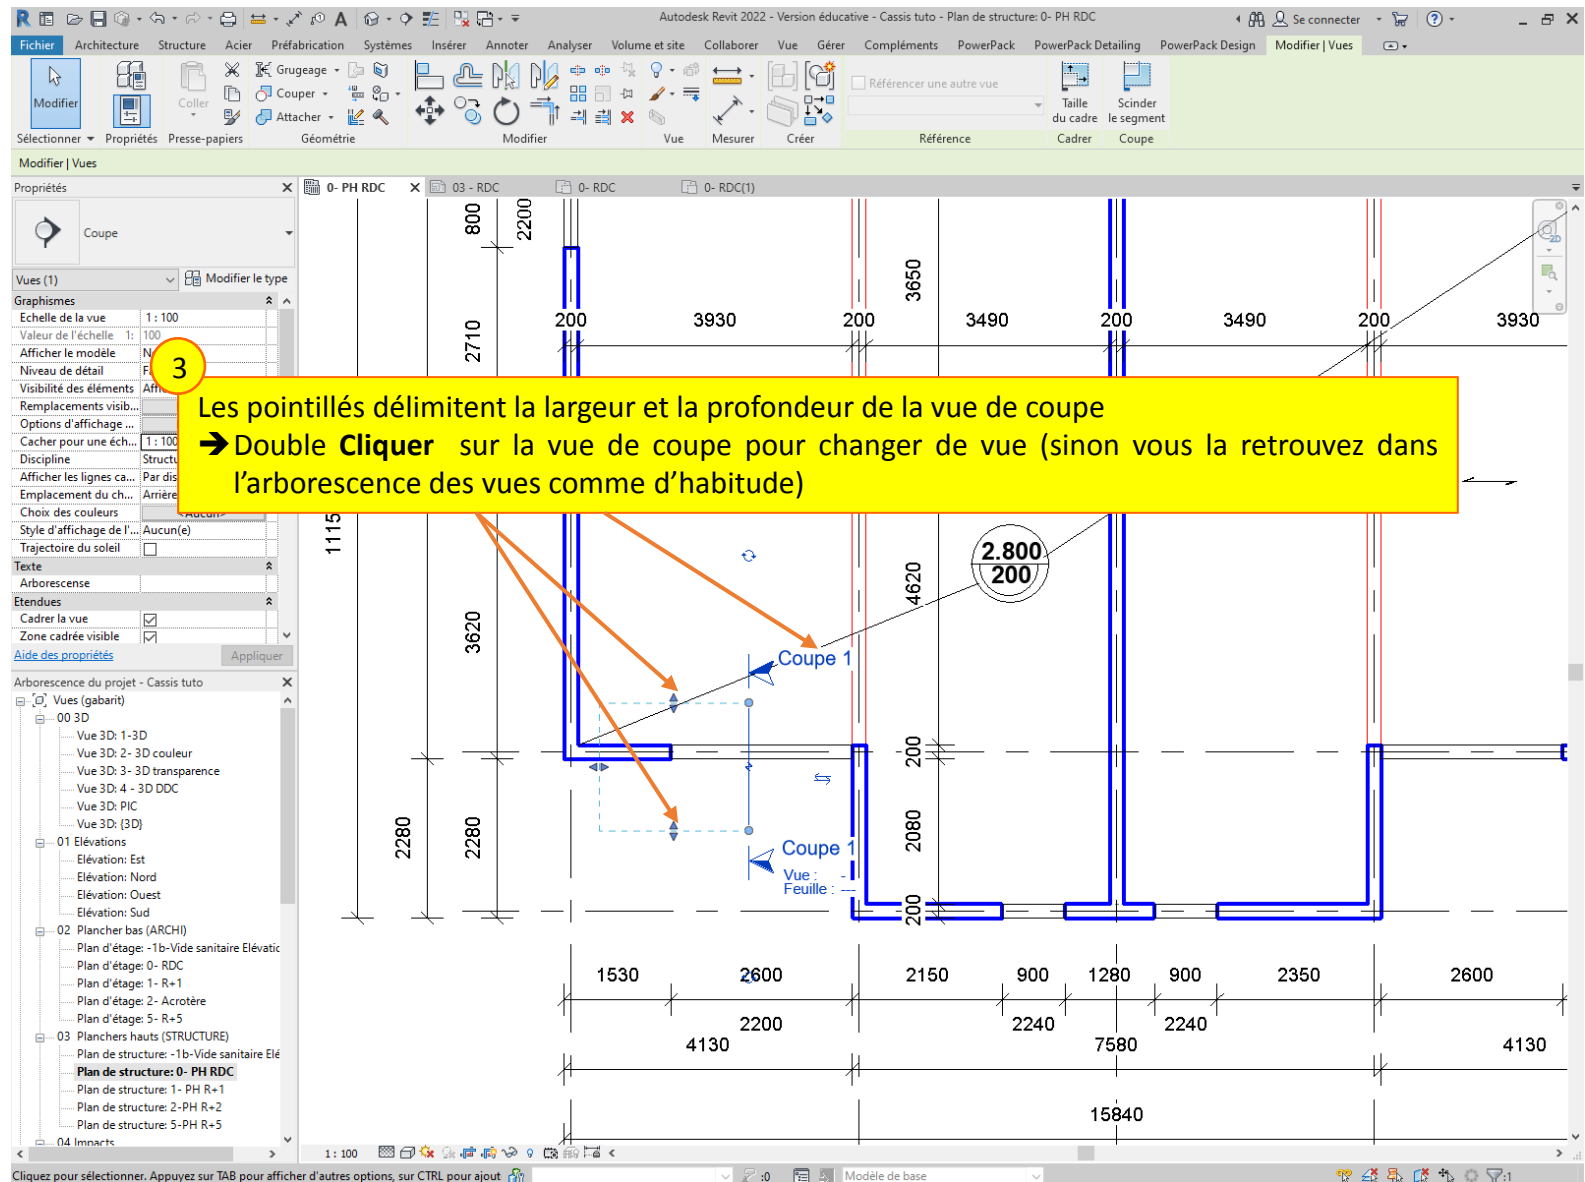 Autodesk Revit 2022 - Version éducative - Cassis tuto - Plan de structure: 0- PH RDC
Se connecter
Fichier Architecture Structure Acier Préfabrication Systèmes Insérer Annoter Analyser Volume et site Collaborer Vue Gérer Compléments PowerPack PowerPack Detailing PowerPack Design Modifier | Vues
Modifier
Coller
Grugeage
Couper
Attacher
Référencer une autre vue
Taille du cadre
Scinder le segment
Sélectionner Propriétés Presse-papiers Géométrie Modifier Vue Mesurer Créer Référence Cadrer Coupe
Modifier | Vues
Propriétés
0- PH RDC
03 - RDC
0- RDC
0- RDC(1)
Coupe
Vues (1)
Modifier le type
Graphismes
Echelle de la vue 1 : 100
Valeur de l'échelle 1: 100
Afficher le modèle
Niveau de détail
Visibilité des éléments
Remplacements visib...
Options d'affichage ...
Cacher pour une éch... 1 : 100
Discipline
Afficher les lignes ca... Par dis
Emplacement du ch... Arrière
Choix des couleurs <Aucun>
Style d'affichage de l'... Aucun(e)
Trajectoire du soleil
Texte
Arborescense
Etendues
Cadrer la vue
Zone cadrée visible
Aide des propriétés
Appliquer
Arborescence du projet - Cassis tuto
Vues (gabarit)
00 3D
Vue 3D: 1-3D
Vue 3D: 2- 3D couleur
Vue 3D: 3- 3D transparence
Vue 3D: 4 - 3D DDC
Vue 3D: PIC
Vue 3D: {3D}
01 Elévations
Elévation: Est
Elévation: Nord
Elévation: Ouest
Elévation: Sud
02 Plancher bas (ARCHI)
Plan d'étage: -1b-Vide sanitaire Elévatic
Plan d'étage: 0- RDC
Plan d'étage: 1- R+1
Plan d'étage: 2- Acrotère
Plan d'étage: 5- R+5
03 Planchers hauts (STRUCTURE)
Plan de structure: -1b-Vide sanitaire Elé
Plan de structure: 0- PH RDC
Plan de structure: 1- PH R+1
Plan de structure: 2-PH R+2
Plan de structure: 5-PH R+5
04 Impacts
3
Les pointillés délimitent la largeur et la profondeur de la vue de coupe
➔ Double Cliquer sur la vue de coupe pour changer de vue (sinon vous la retrouvez dans
l'arborescence des vues comme d'habitude)
800
2200
2710
3650
200 3930 200 3490 200 3490 200 3930
1115
3620
4620
2.800
200
Coupe 1
200
2280
2280
2080
Coupe 1
Vue : -
Feuille : ---
200
1530 2600 2150 900 1280 900 2350 2600
2200 2240 2240
4130 7580 4130
15840
1 : 100
Cliquez pour sélectionner. Appuyez sur TAB pour afficher d'autres options, sur CTRL pour ajout
:0
Modèle de base
:1